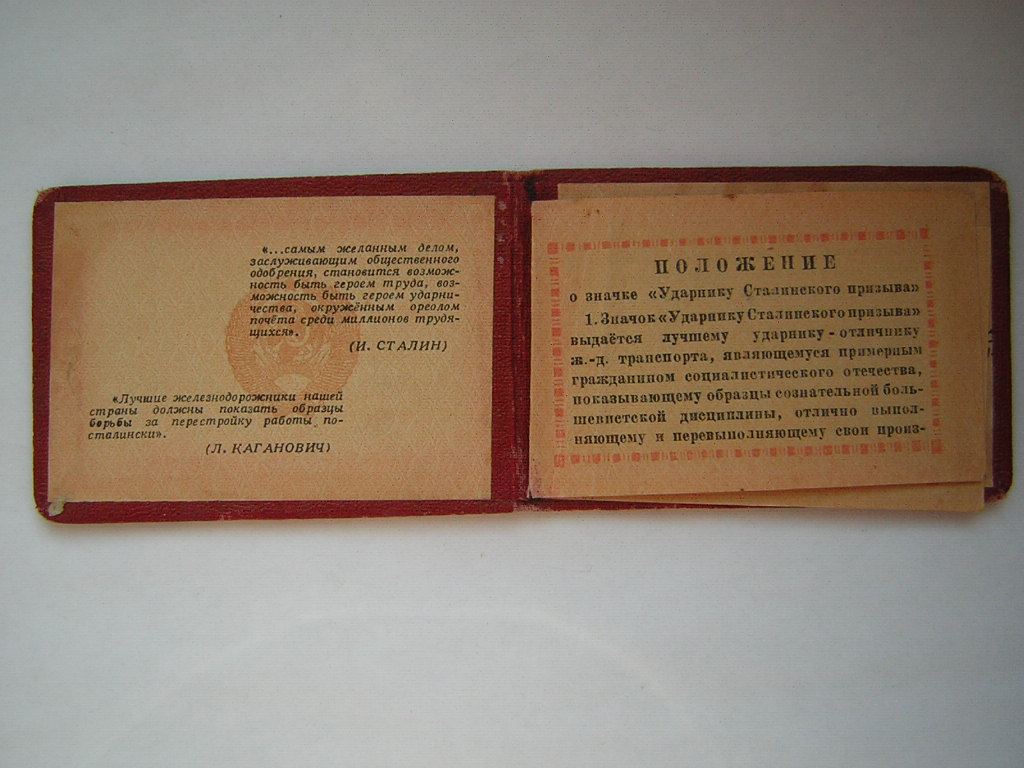 «...самым желанным делом,
заслуживающим общественного
одобрения, становится возмож-
ность быть героем труда, воз-
можность быть героем ударни-
чества, окружённым ореолом
почёта среди миллионов трудя-
щихся».
(И. СТАЛИН)
«Лучшие железнодорожники нашей
страны должны показать образцы
борьбы за перестройку работы по-
сталински».
(Л. КАГАНОВИЧ)
ПОЛОЖЕНИЕ
о значке «Ударнику Сталинского призыва»
1. Значок «Ударнику Сталинского призыва»
выдаётся лучшему ударнику-отличнику
ж.-д. транспорта, являющемуся примерным
гражданином социалистического отечества,
показывающему образцы сознательной боль-
шевистской дисциплины, отлично выпол-
няющему и перевыполняющему свои произ-